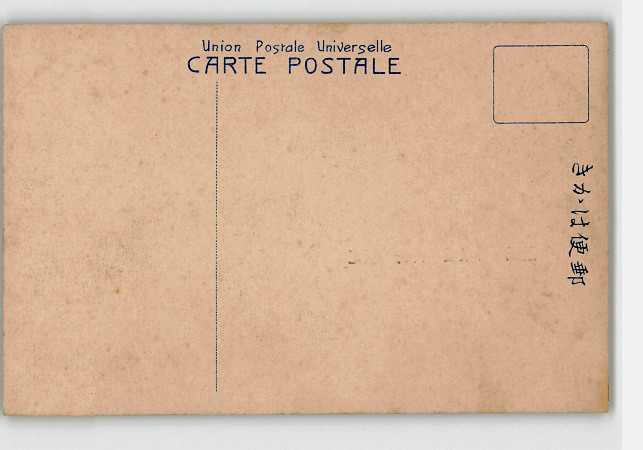 Union Postale Universelle
CARTE POSTALE
郵便はがき